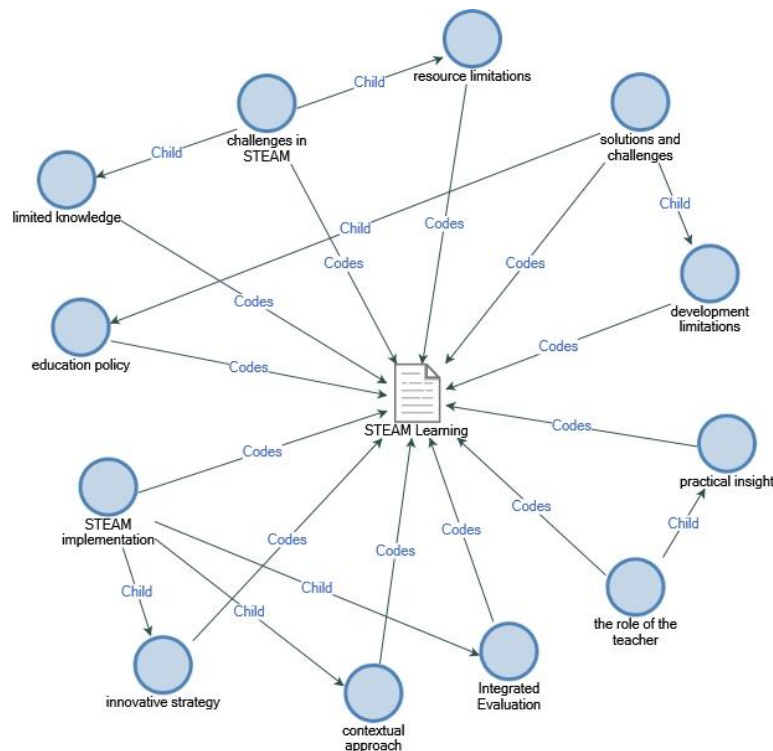 resource limitations
Child
challenges in
STEAM
Child
solutions and
challenges
limited knowledge
Child
Child
Codes
Codes
Codes
Codes
development
limitations
education policy
Codes
Codes
STEAM Learning
Codes
Codes
practical insight
STEAM
implementation
Codes
Codes
Codes
Codes
Child
Child
Child
Child
the role of the
teacher
innovative strategy
contextual
approach
Integrated
Evaluation